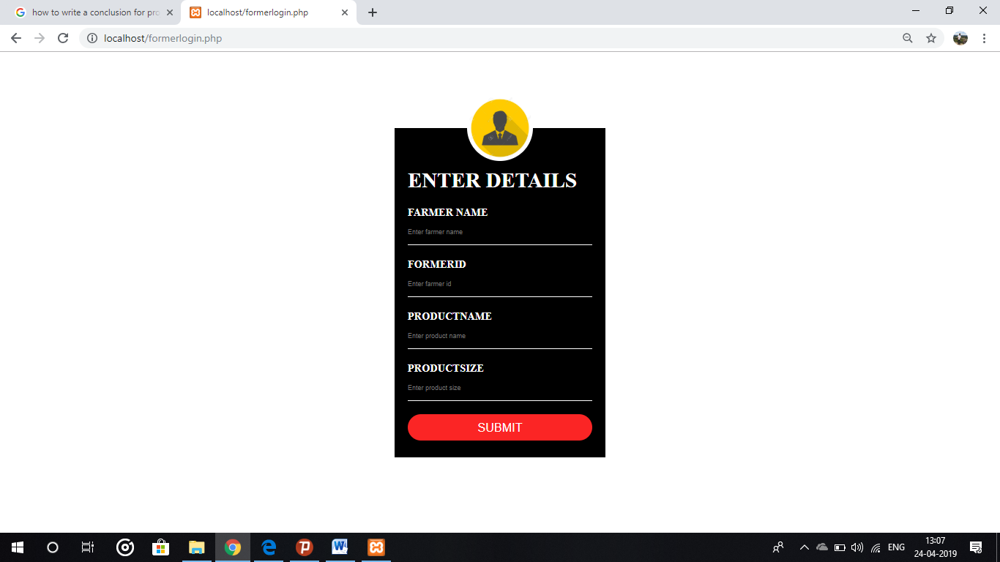 how to write a conclusion for pro
localhost/formerlogin.php
localhost/formerlogin.php
ENTER DETAILS
FARMER NAME
Enter farmer name
FORMERID
Enter farmer id
PRODUCTNAME
Enter product name
PRODUCTSIZE
Enter product size
SUBMIT
ENG
13:07
24-04-2019